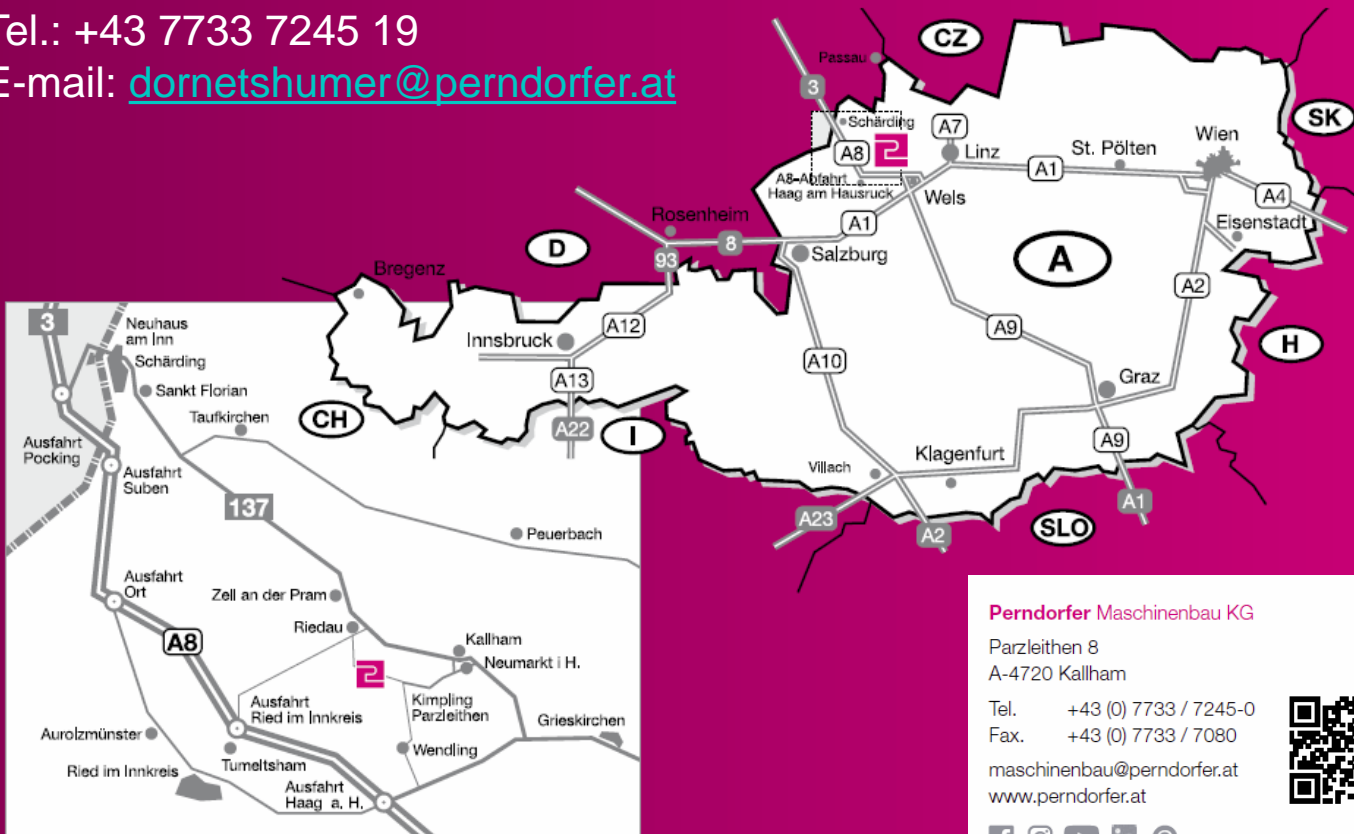 Tel.: +43 7733 7245 19
E-mail: dornetshumer@perndorfer.at
CZ
Passau
3
SK
Schärding
A7
Wien
A8
Linz
St. Pölten
A1
A8-Abfahrt
Haag am Hausruck
Wels
A4
Rosenheim
A1
Eisenstadt
D
8
93
Salzburg
A
Bregenz
A2
A12
A9
Innsbruck
H
A10
A13
Graz
CH
A22
I
A9
Klagenfurt
Villach
A23
A1
A2
SLO
3
Neuhaus
am Inn
Schärding
Sankt Florian
Taufkirchen
Ausfahrt
Pocking
Ausfahrt
Suben
137
Peuerbach
Ausfahrt
Ort
Zell an der Pram
Riedau
A8
Kallham
Neumarkt i H.
Ausfahrt
Ried im Innkreis
Kimpling
Parzleithen
Grieskirchen
Aurolzmünster
Wendling
Tumeltsham
Ried im Innkreis
Ausfahrt
Haag a. H.
Perndorfer Maschinenbau KG
Parzleithen 8
A-4720 Kallham
Tel. +43 (0) 7733 / 7245-0
Fax. +43 (0) 7733 / 7080
maschinenbau@perndorfer.at
www.perndorfer.at